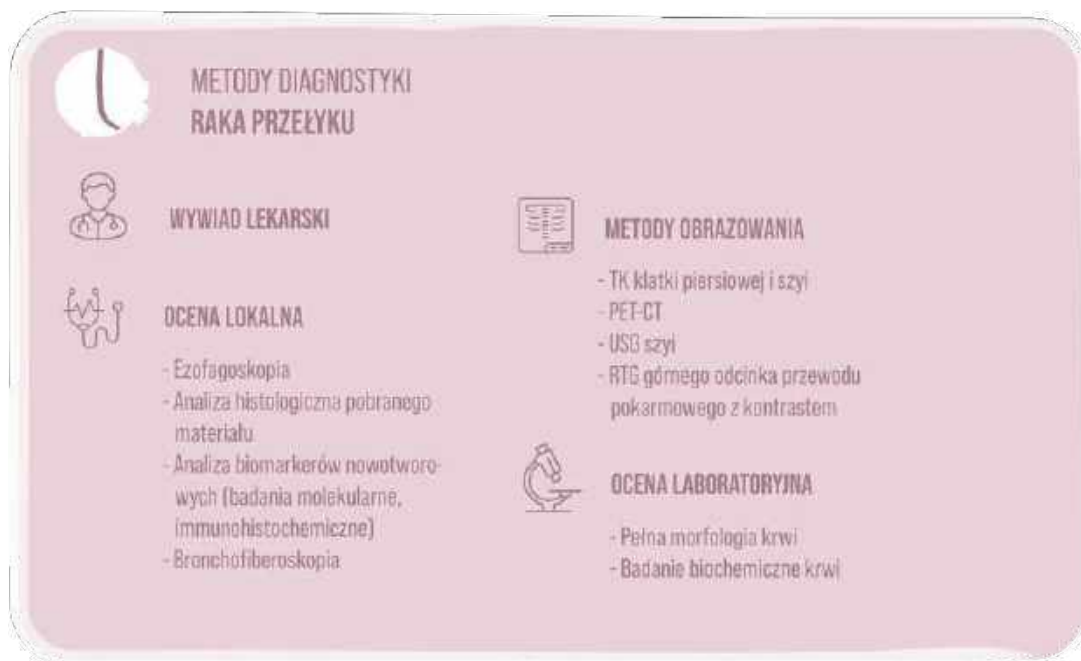 METODY DIAGNOSTYKI
RAKA PRZEŁYKU
WYWIAD LEKARSKI
OCENA LOKALNA
- Ezofagoskopia
- Analiza histologiczna pobranego
materiału
- Analiza biomarkerów nowotworo-
wych (badania molekularne,
immunohistochemiczne)
- Bronchofiberoskopia
METODY OBRAZOWANIA
- TK klatki piersiowej i szyi
- PET-CT
- USG szyi
- RTG górnego odcinka przewodu
pokarmowego z kontrastem
OCENA LABORATORYJNA
- Pełna morfologia krwi
- Badanie biochemiczne krwi